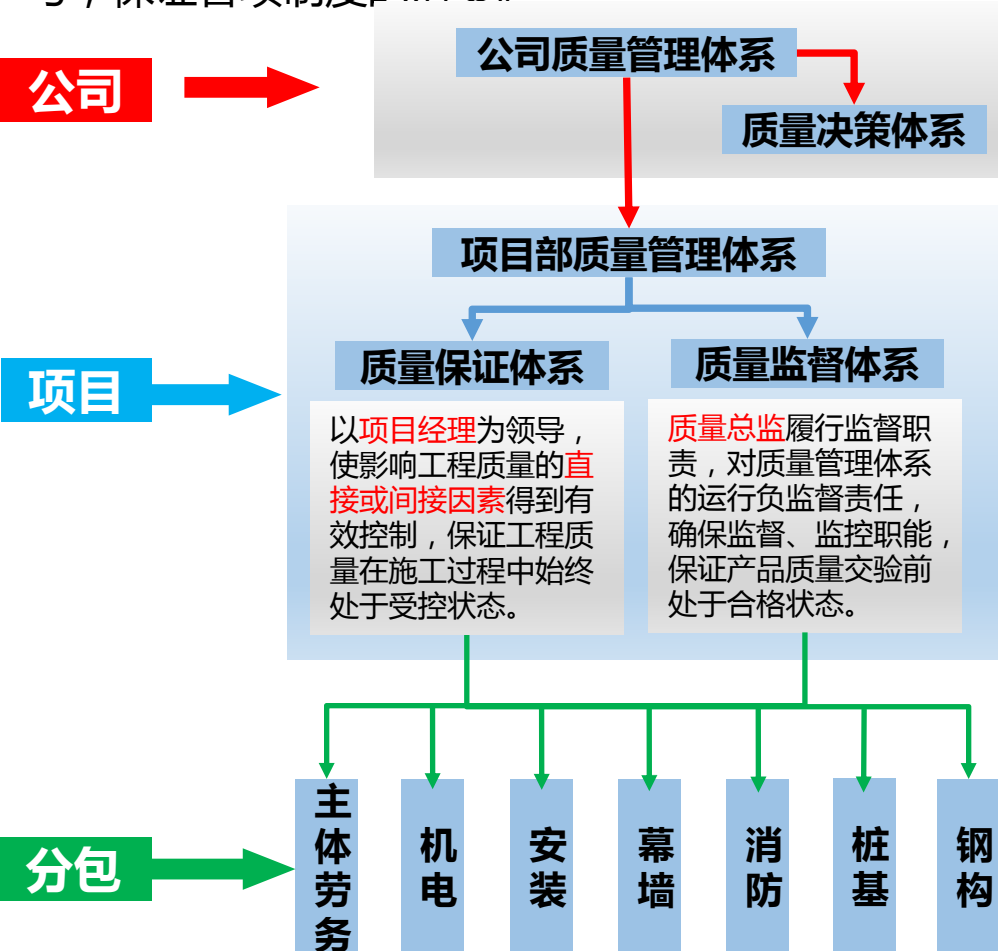 公司质量管理体系
公司
质量决策体系
项目部质量管理体系
质量保证体系
质量监督体系
项目
以项目经理为领导，
使影响工程质量的直
接或间接因素得到有
效控制，保证工程质
量在施工过程中始终
处于受控状态。
质量总监履行监督职
责，对质量管理体系
的运行负监督责任，
确保监督、监控职能，
保证产品质量交验前
处于合格状态。
分包
主体劳务
机电
安装
幕墙
消防
桩基
钢构